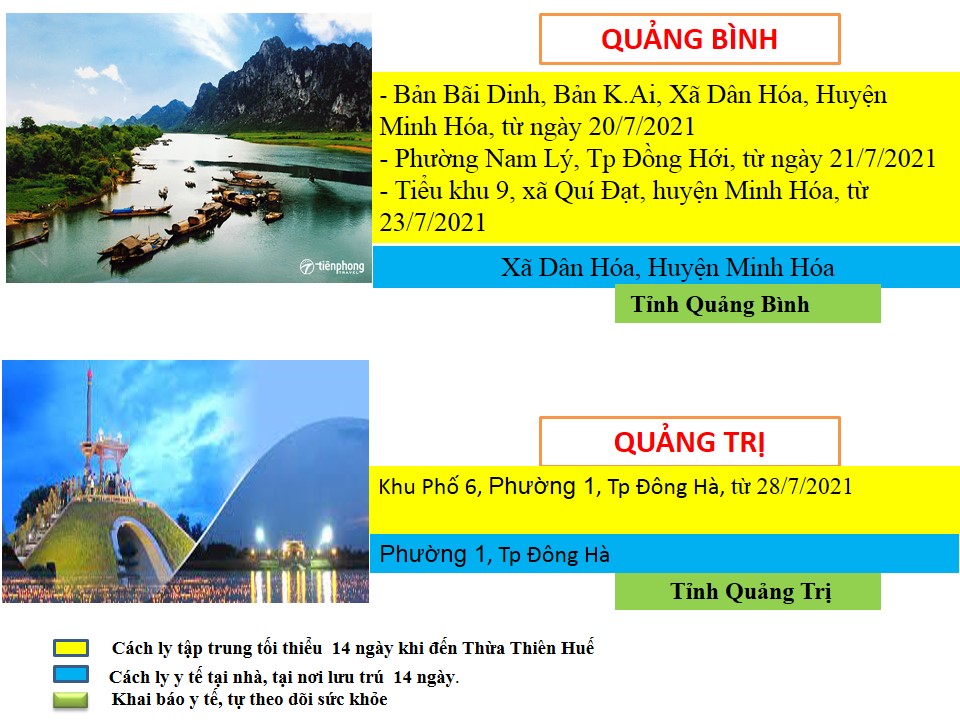 QUẢNG BÌNH
- Bản Bãi Dinh, Bản K.Ai, Xã Dân Hóa, Huyện
Minh Hóa, từ ngày 20/7/2021
- Phường Nam Lý, Tp Đồng Hới, từ ngày 21/7/2021
- Tiểu khu 9, xã Quí Đạt, huyện Minh Hóa, từ
23/7/2021
tiênphong
TRAVEL
Xã Dân Hóa, Huyện Minh Hóa
Tỉnh Quảng Bình
QUẢNG TRỊ
Khu Phố 6, Phường 1, Tp Đông Hà, từ 28/7/2021
Phường 1, Tp Đông Hà
Tỉnh Quảng Trị
Cách ly tập trung tối thiểu 14 ngày khi đến Thừa Thiên Huế
Cách ly y tế tại nhà, tại nơi lưu trú 14 ngày.
Khai báo y tế, tự theo dõi sức khỏe